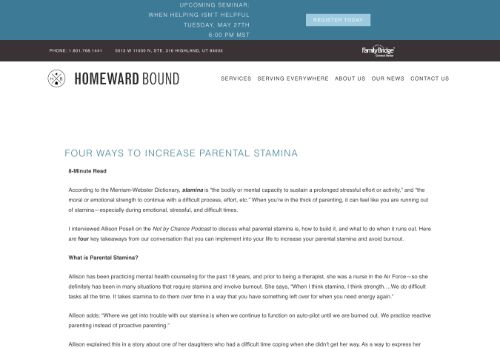 UPCOMING SEMINAR:
WHEN HELPING ISN'T HELPFUL
TUESDAY, MAY 27TH
6:00 PM MST
REGISTER TODAY
PHONE: 1.801.768.1441 5313 W 11000 N, STE. 216 HIGHLAND, UT 84003
FamilyBridge
HOMEWARD BOUND
SERVICES SERVING EVERYWHERE ABOUT US OUR NEWS CONTACT US
FOUR WAYS TO INCREASE PARENTAL STAMINA
8-Minute Read
According to the Merriam-Webster Dictionary, stamina is "the bodily or mental capacity to sustain a prolonged stressful effort or activity," and "the
moral or emotional strength to continue with a difficult process, effort, etc." When you're in the thick of parenting, it can feel like you are running out
of stamina—especially during emotional, stressful, and difficult times.
I interviewed Allison Posell on the Not by Chance Podcast to discuss what parental stamina is, how to build it, and what to do when it runs out. Here
are four key takeaways from our conversation that you can implement into your life to increase your parental stamina and avoid burnout.
What is Parental Stamina?
Allison has been practicing mental health counseling for the past 18 years, and prior to being a therapist, she was a nurse in the Air Force—so she
definitely has been in many situations that require stamina and involve burnout. She says, "When I think stamina, I think strength.…We do difficult
tasks all the time. It takes stamina to do them over time in a way that you have something left over for when you need energy again."
Allison adds: "Where we get into trouble with our stamina is when we continue to function on auto-pilot until we are burned out. We practice reactive
parenting instead of proactive parenting."
Allison explained this in a story about one of her daughters who had a difficult time coping when she didn't get her way. As a way to express her